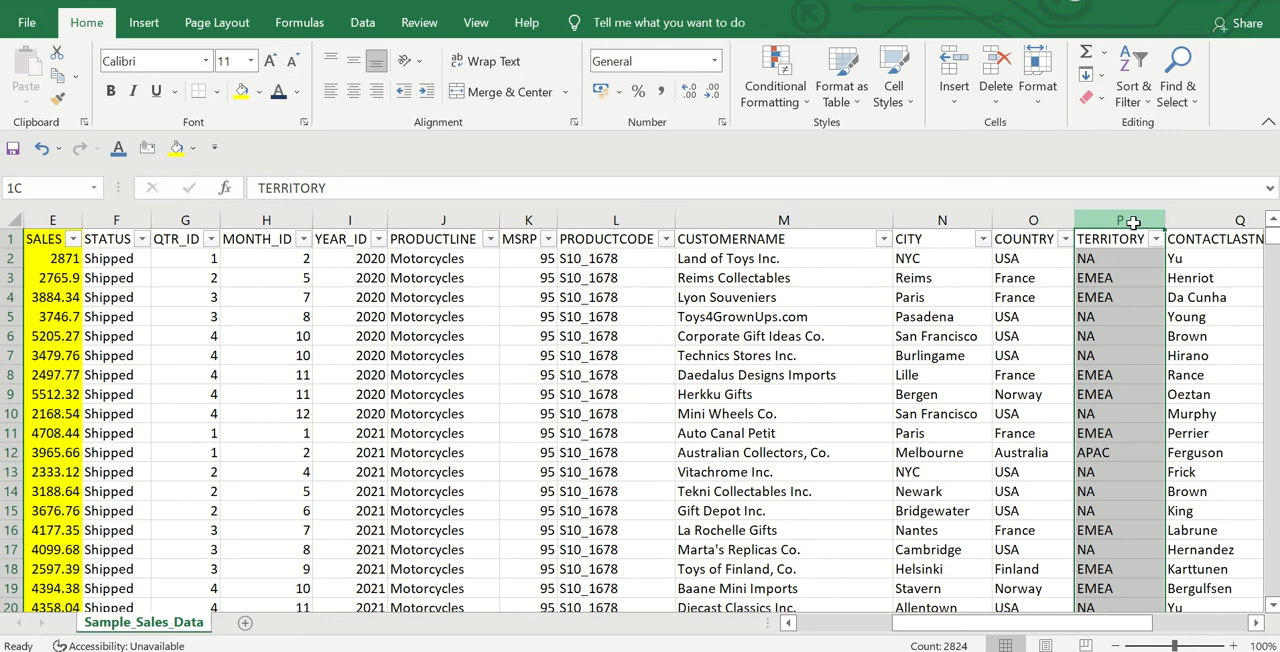 File Home Insert Page Layout Formulas Data Review View Help Tell me what you want to do Share
Paste Calibri 11 A A Wrap Text General Conditional Format as Cell Insert Delete Format Sort & Find &
B I U A Merge & Center % , Formatting Table Styles Filter Select
Clipboard Font Alignment Number Styles Cells Editing
1C fx TERRITORY
E F G H I J K L M N O P Q
1 SALES STATUS QTR_ID MONTH_ID YEAR_ID PRODUCTLINE MSRP PRODUCTCODE CUSTOMERNAME CITY COUNTRY TERRITORY CONTACTLASTN
2 2871 Shipped 1 2 2020 Motorcycles 95 S10_1678 Land of Toys Inc. NYC USA NA Yu
3 2765.9 Shipped 2 5 2020 Motorcycles 95 S10_1678 Reims Collectables Reims France EMEA Henriot
4 3884.34 Shipped 3 7 2020 Motorcycles 95 S10_1678 Lyon Souveniers Paris France EMEA Da Cunha
5 3746.7 Shipped 3 8 2020 Motorcycles 95 S10_1678 Toys4GrownUps.com Pasadena USA NA Young
6 5205.27 Shipped 4 10 2020 Motorcycles 95 S10_1678 Corporate Gift Ideas Co. San Francisco USA NA Brown
7 3479.76 Shipped 4 10 2020 Motorcycles 95 S10_1678 Technics Stores Inc. Burlingame USA NA Hirano
8 2497.77 Shipped 4 11 2020 Motorcycles 95 S10_1678 Daedalus Designs Imports Lille France EMEA Rance
9 5512.32 Shipped 4 11 2020 Motorcycles 95 S10_1678 Herkku Gifts Bergen Norway EMEA Oeztan
10 2168.54 Shipped 4 12 2020 Motorcycles 95 S10_1678 Mini Wheels Co. San Francisco USA NA Murphy
11 4708.44 Shipped 1 1 2021 Motorcycles 95 S10_1678 Auto Canal Petit Paris France EMEA Perrier
12 3965.66 Shipped 1 2 2021 Motorcycles 95 S10_1678 Australian Collectors, Co. Melbourne Australia APAC Ferguson
13 2333.12 Shipped 2 4 2021 Motorcycles 95 S10_1678 Vitachrome Inc. NYC USA NA Frick
14 3188.64 Shipped 2 5 2021 Motorcycles 95 S10_1678 Tekni Collectables Inc. Newark USA NA Brown
15 3676.76 Shipped 2 6 2021 Motorcycles 95 S10_1678 Gift Depot Inc. Bridgewater USA NA King
16 4177.35 Shipped 3 7 2021 Motorcycles 95 S10_1678 La Rochelle Gifts Nantes France EMEA Labrune
17 4099.68 Shipped 3 8 2021 Motorcycles 95 S10_1678 Marta's Replicas Co. Cambridge USA NA Hernandez
18 2597.39 Shipped 3 9 2021 Motorcycles 95 S10_1678 Toys of Finland, Co. Helsinki Finland EMEA Karttunen
19 4394.38 Shipped 4 10 2021 Motorcycles 95 S10_1678 Baane Mini Imports Stavern Norway EMEA Bergulfsen
20 4358.04 Shipped 4 11 2021 Motorcycles 95 S10_1678 Diecast Classics Inc. Allentown USA NA Yu
Sample_Sales_Data
Ready Accessibility: Unavailable Count: 2824 100%